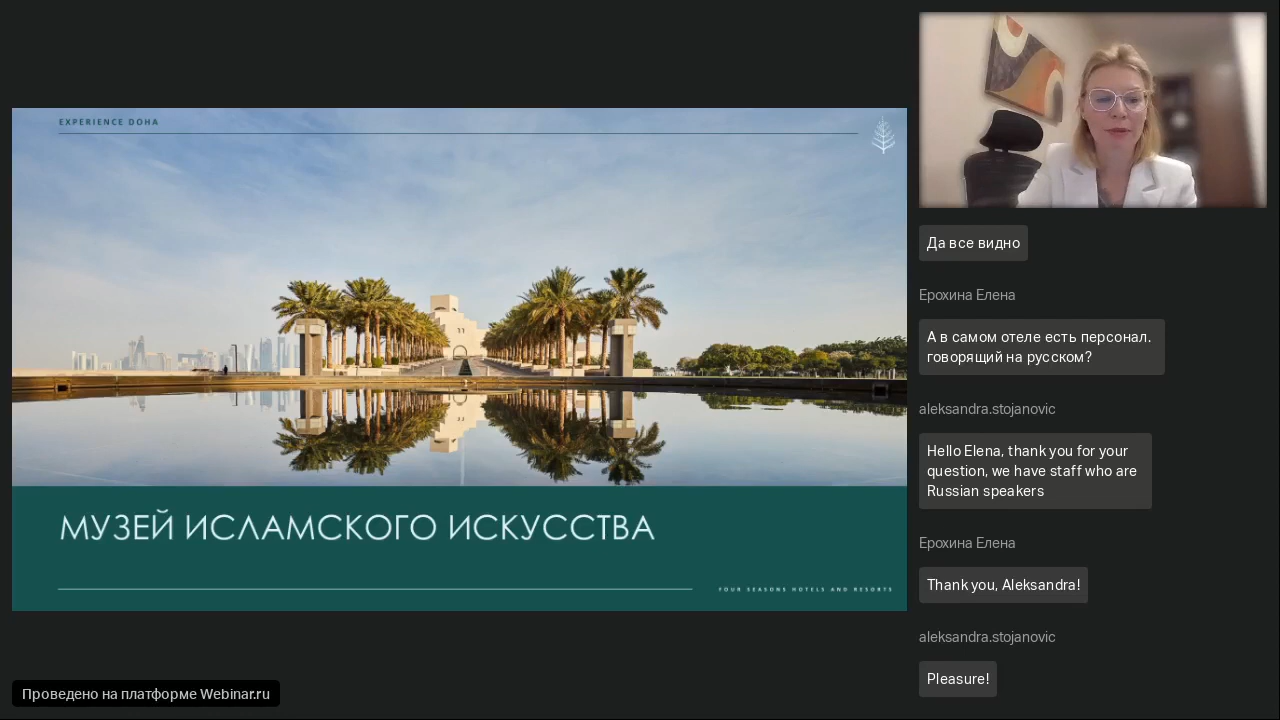 EXPERIENCE DOHA
МУЗЕЙ ИСЛАМСКОГО ИСКУССТВА
FOUR SEASONS HOTELS AND RESORTS
Проведено на платформе Webinar.ru
Да все видно
Ерохина Елена
А в самом отеле есть персонал.
говорящий на русском?
aleksandra.stojanovic
Hello Elena, thank you for your
question, we have staff who are
Russian speakers
Ерохина Елена
Thank you, Aleksandra!
aleksandra.stojanovic
Pleasure!